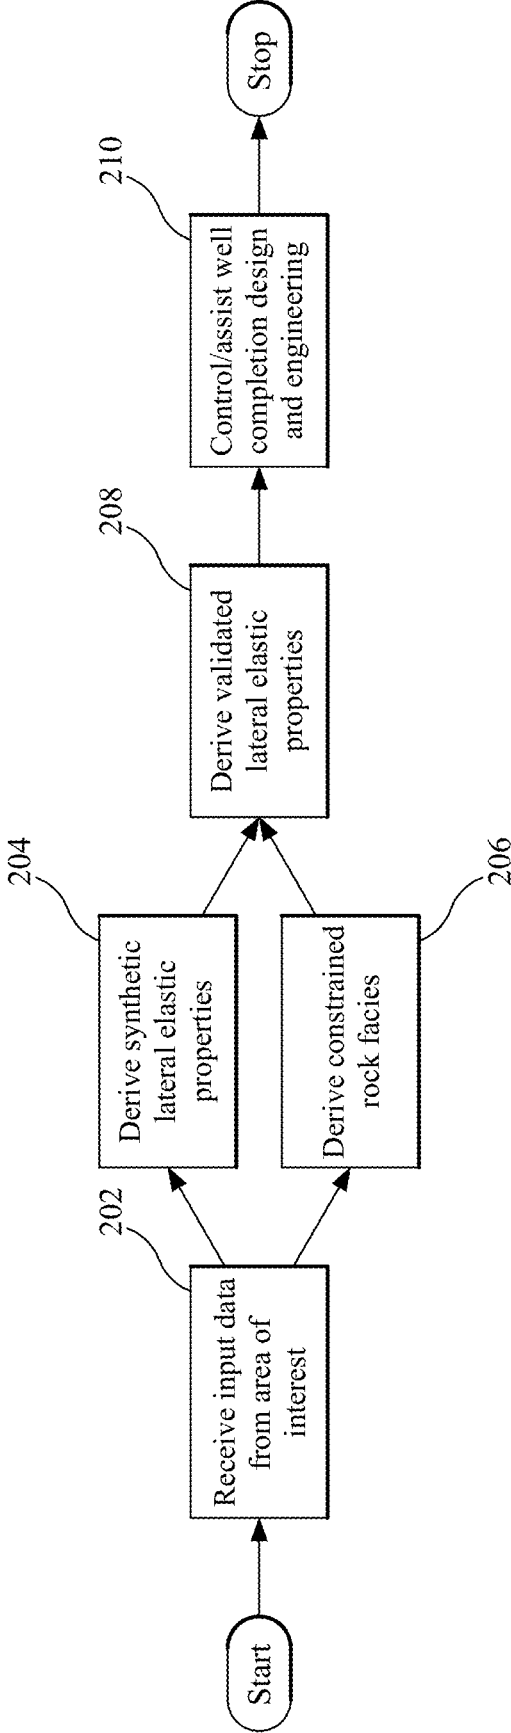 Start
202
Receive input data
from area of
interest
204
Derive synthetic
lateral elastic
properties
206
Derive constrained
rock facies
208
Derive validated
lateral elastic
properties
210
Control/assist well
completion design
and engineering
Stop